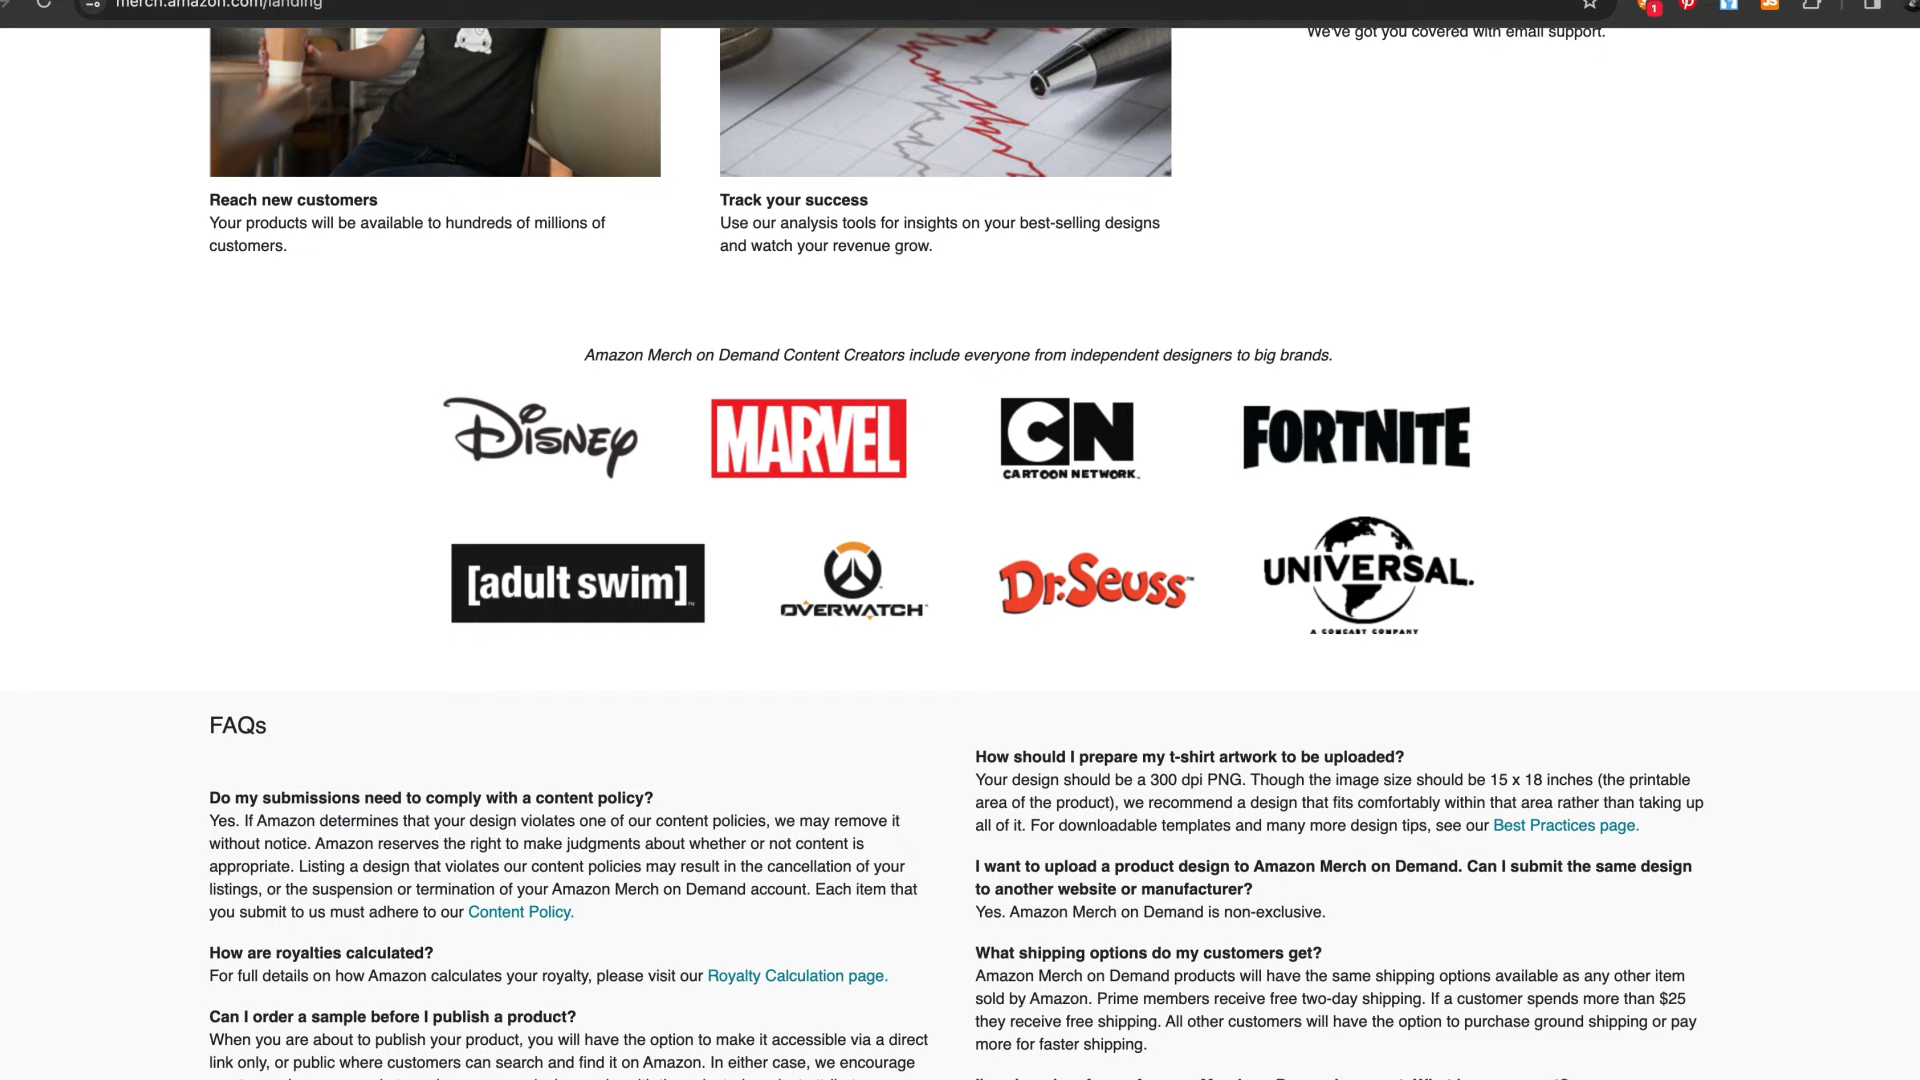 merch.amazon.com/landing
1
We've got you covered with email support.
Reach new customers
Your products will be available to hundreds of millions of
customers.
Track your success
Use our analysis tools for insights on your best-selling designs
and watch your revenue grow.
Amazon Merch on Demand Content Creators include everyone from independent designers to big brands.
Disney
MARVEL
CN
CARTOON NETWORK™
FORTNITE
[adult swim]™
OVERWATCH™
Dr. Seuss™
UNIVERSAL.
A COMCAST COMPANY
FAQs
Do my submissions need to comply with a content policy?
Yes. If Amazon determines that your design violates one of our content policies, we may remove it
without notice. Amazon reserves the right to make judgments about whether or not content is
appropriate. Listing a design that violates our content policies may result in the cancellation of your
listings, or the suspension or termination of your Amazon Merch on Demand account. Each item that
you submit to us must adhere to our Content Policy.
How are royalties calculated?
For full details on how Amazon calculates your royalty, please visit our Royalty Calculation page.
Can I order a sample before I publish a product?
When you are about to publish your product, you will have the option to make it accessible via a direct
link only, or public where customers can search and find it on Amazon. In either case, we encourage
How should I prepare my t-shirt artwork to be uploaded?
Your design should be a 300 dpi PNG. Though the image size should be 15 x 18 inches (the printable
area of the product), we recommend a design that fits comfortably within that area rather than taking up
all of it. For downloadable templates and many more design tips, see our Best Practices page.
I want to upload a product design to Amazon Merch on Demand. Can I submit the same design
to another website or manufacturer?
Yes. Amazon Merch on Demand is non-exclusive.
What shipping options do my customers get?
Amazon Merch on Demand products will have the same shipping options available as any other item
sold by Amazon. Prime members receive free two-day shipping. If a customer spends more than $25
they receive free shipping. All other customers will have the option to purchase ground shipping or pay
more for faster shipping.